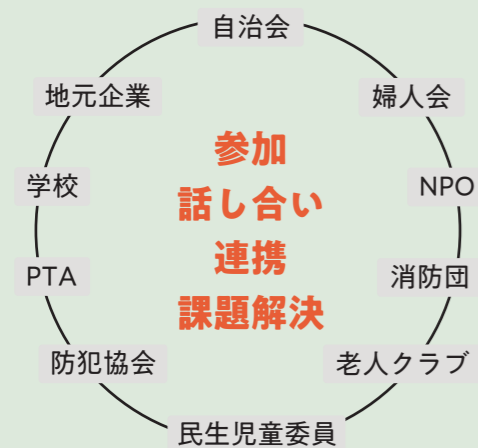 自治会
地元企業
婦人会
参加
学校
話し合い
NPO
連携
PTA
消防団
課題解決
防犯協会
老人クラブ
民生児童委員